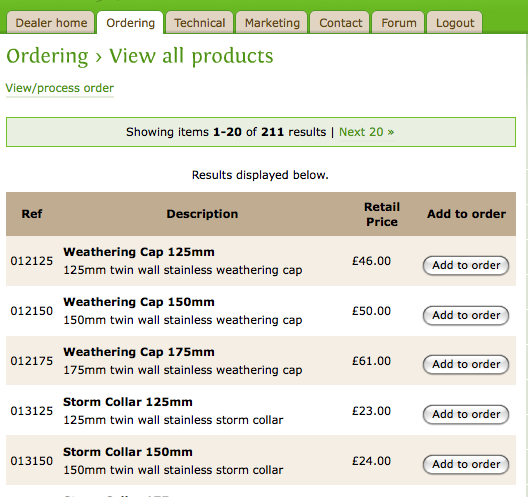 Dealer home Ordering Technical Marketing Contact Forum Logout
Ordering › View all products
View/process order
Showing items 1-20 of 211 results | Next 20 »
Results displayed below.
Ref Description Retail Price Add to order
012125 Weathering Cap 125mm
125mm twin wall stainless weathering cap £46.00 Add to order
012150 Weathering Cap 150mm
150mm twin wall stainless weathering cap £50.00 Add to order
012175 Weathering Cap 175mm
175mm twin wall stainless weathering cap £61.00 Add to order
013125 Storm Collar 125mm
125mm twin wall stainless storm collar £23.00 Add to order
013150 Storm Collar 150mm
150mm twin wall stainless storm collar £24.00 Add to order